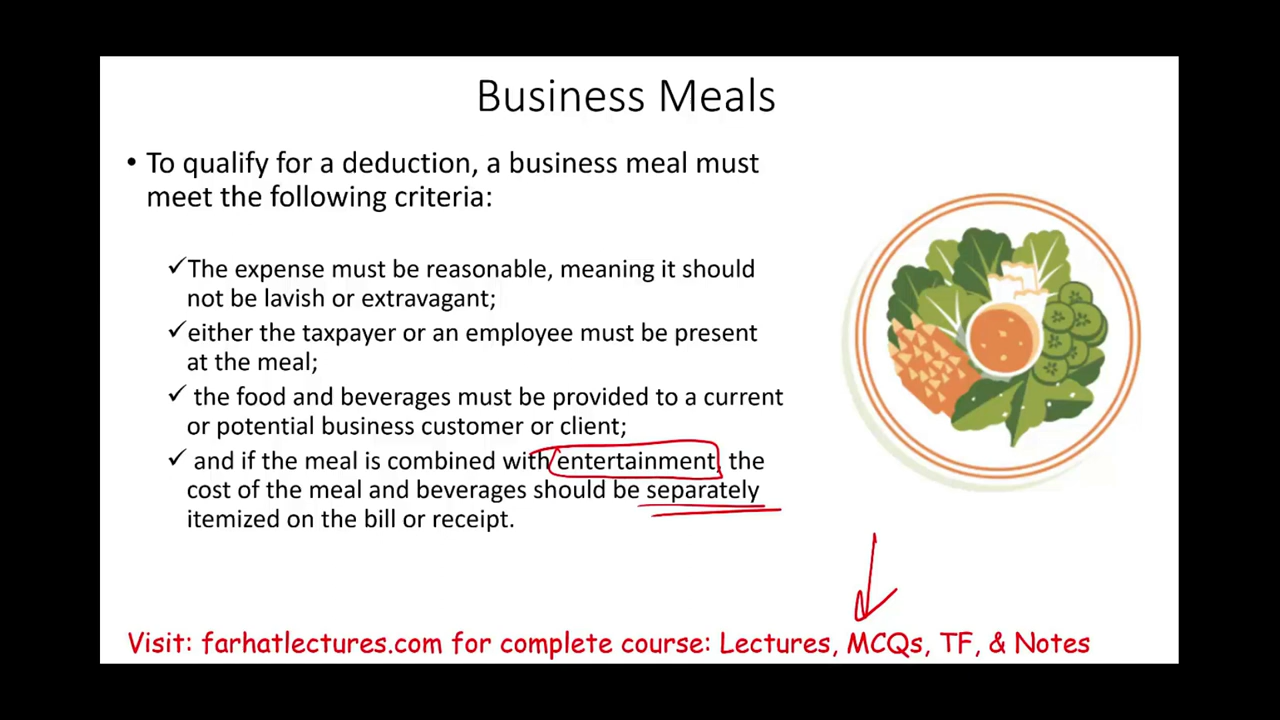 Business Meals
• To qualify for a deduction, a business meal must
meet the following criteria:
✓The expense must be reasonable, meaning it should
not be lavish or extravagant;
✓either the taxpayer or an employee must be present
at the meal;
✓ the food and beverages must be provided to a current
or potential business customer or client;
✓ and if the meal is combined with entertainment, the
cost of the meal and beverages should be separately
itemized on the bill or receipt.
Visit: farhatlectures.com for complete course: Lectures, MCQs, TF, & Notes